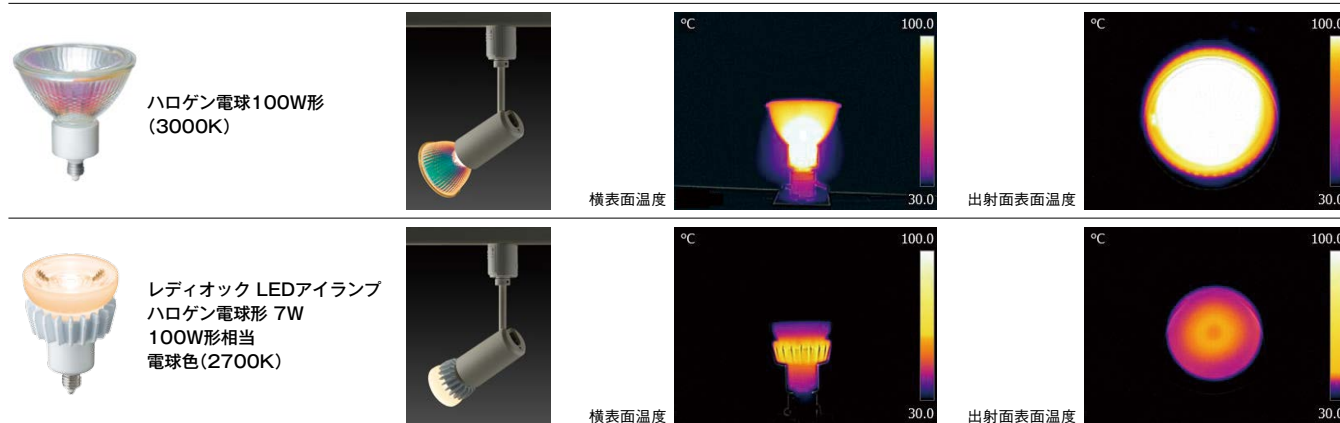 ハロゲン電球100W形
(3000K)
横表面温度
℃
100.0
30.0
出射面表面温度
℃
100.0
30.0
レディオック LEDアイランプ
ハロゲン電球形 7W
100W形相当
電球色(2700K)
横表面温度
℃
100.0
30.0
出射面表面温度
℃
100.0
30.0